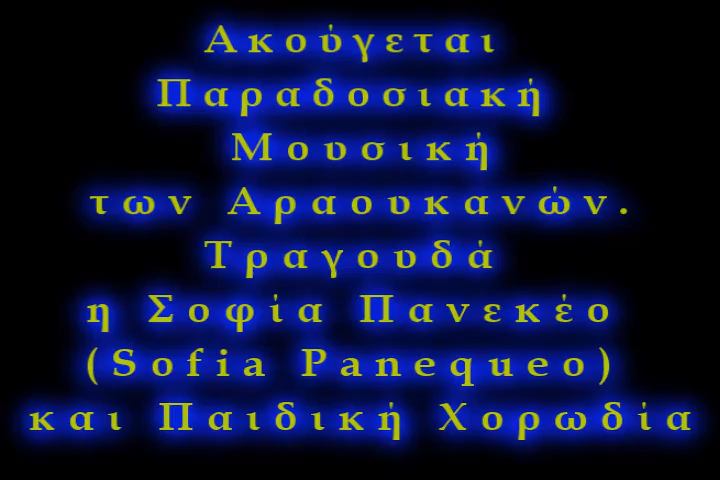 Ακούγεται
Παραδοσιακή
Μουσική
των Αραουκανών.
Τραγουδά
η Σοφία Πανεκέο
(Sofia Panequeo)
και Παιδική Χορωδία